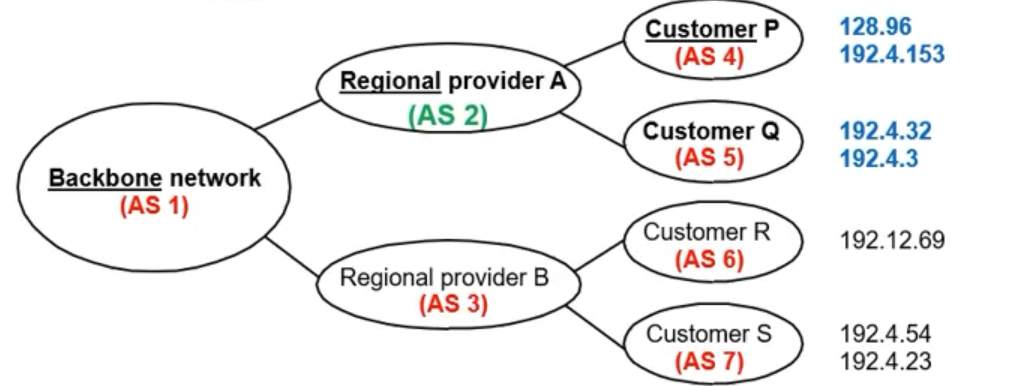 Backbone network
(AS 1)
Regional provider A
(AS 2)
Customer P
(AS 4)
128.96
192.4.153
Customer Q
(AS 5)
192.4.32
192.4.3
Regional provider B
(AS 3)
Customer R
(AS 6)
192.12.69
Customer S
(AS 7)
192.4.54
192.4.23